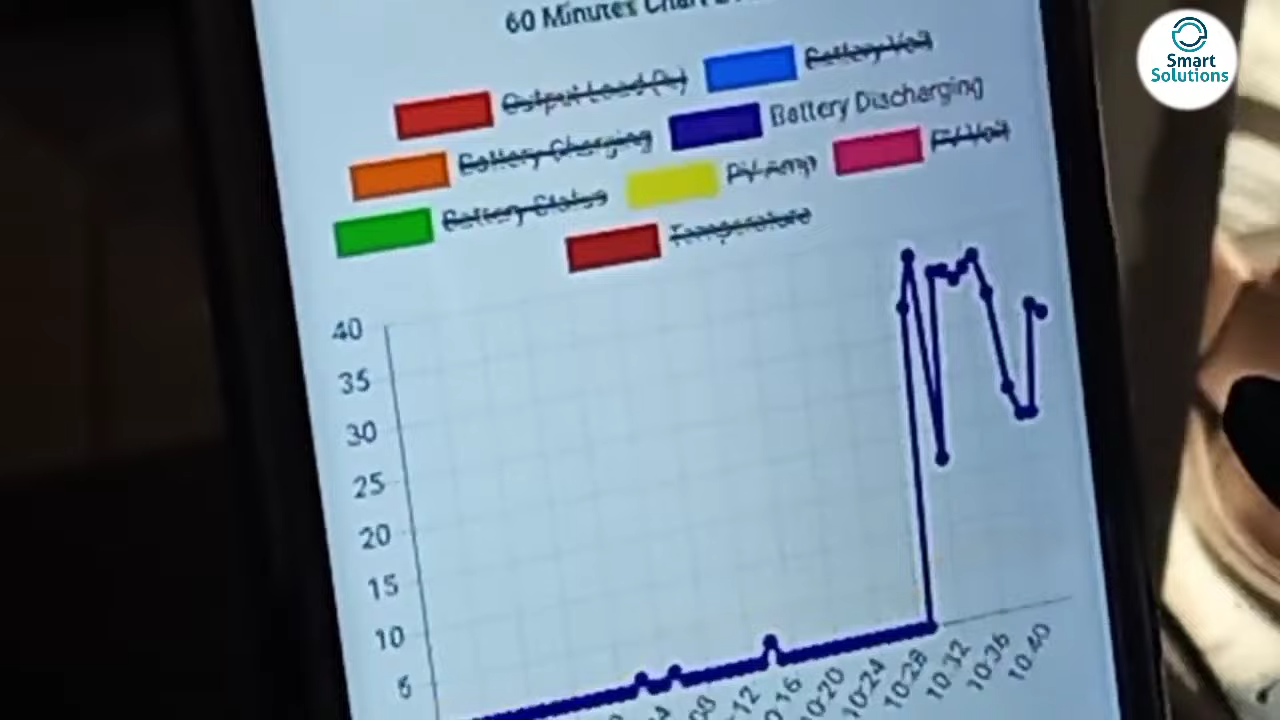 60 Minutes Chart
Output Load (%) Battery Volt
Battery Charging Battery Discharging
Battery Status PV Amp PV Volt
Temperature
40
35
30
25
20
15
10
5
10:20 10:24 10:28 10:32 10:36 10:40
Smart
Solutions